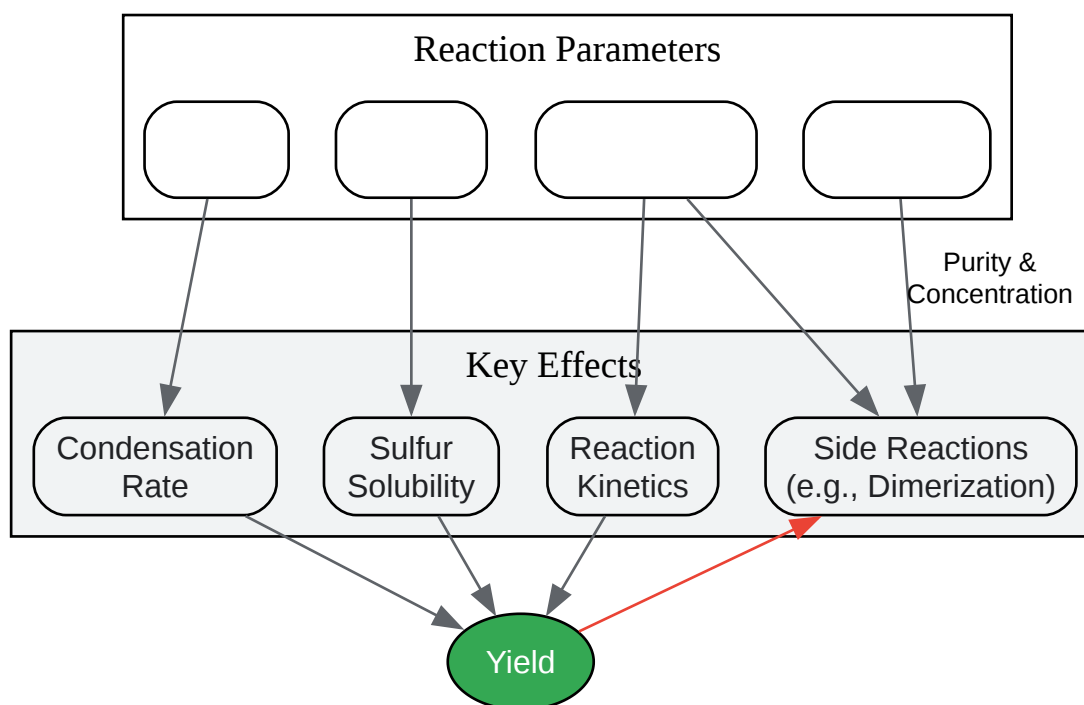 Reaction Parameters
Purity &
Concentration
Key Effects
Condensation
Rate
Sulfur
Solubility
Reaction
Kinetics
Side Reactions
(e.g., Dimerization)
Yield